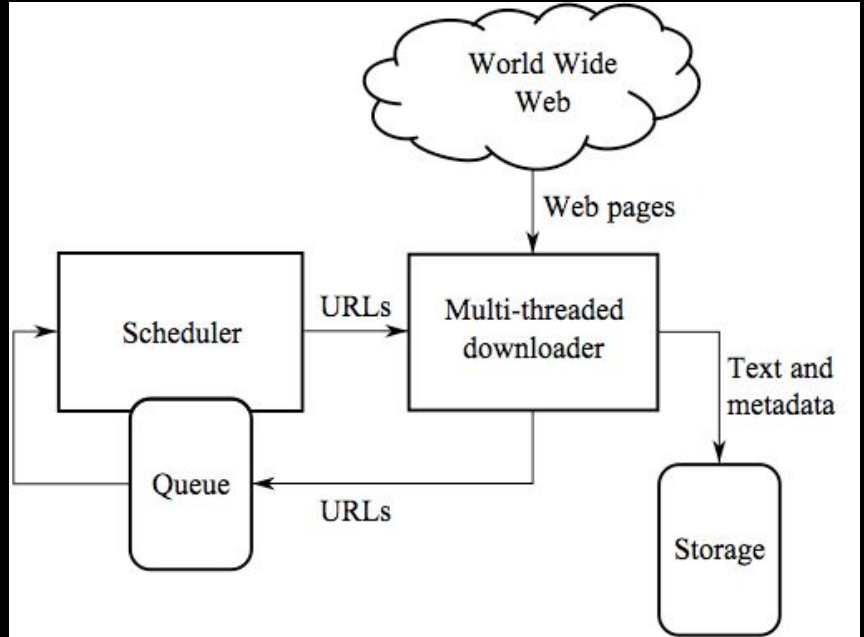 World Wide
Web
Web pages
Scheduler
URLs
Multi-threaded
downloader
Text and
metadata
Queue
URLs
Storage